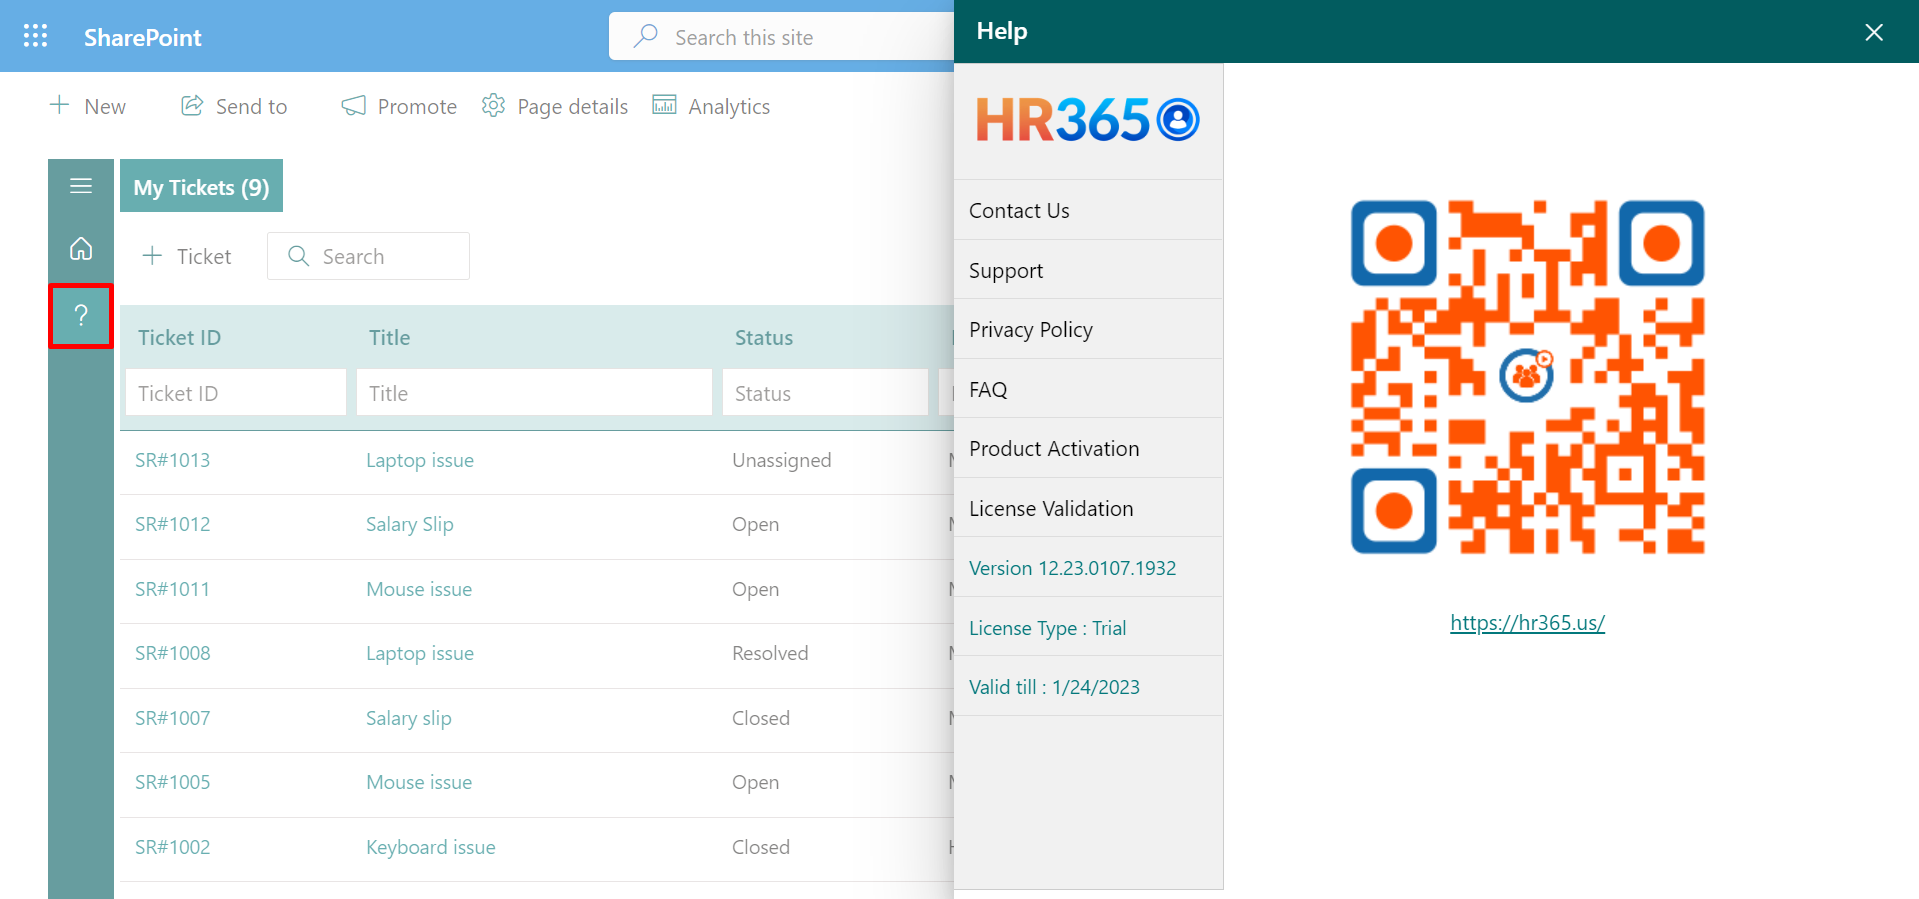 SharePoint
Search this site
New
Send to
Promote
Page details
Analytics
My Tickets (9)
Ticket
Search
?
Ticket ID
Title
Status
Ticket ID
Title
Status
SR#1013
Laptop issue
Unassigned
SR#1012
Salary Slip
Open
SR#1011
Mouse issue
Open
SR#1008
Laptop issue
Resolved
SR#1007
Salary slip
Closed
SR#1005
Mouse issue
Open
SR#1002
Keyboard issue
Closed
Help
HR365
Contact Us
Support
Privacy Policy
FAQ
Product Activation
License Validation
Version 12.23.0107.1932
License Type : Trial
Valid till : 1/24/2023
https://hr365.us/